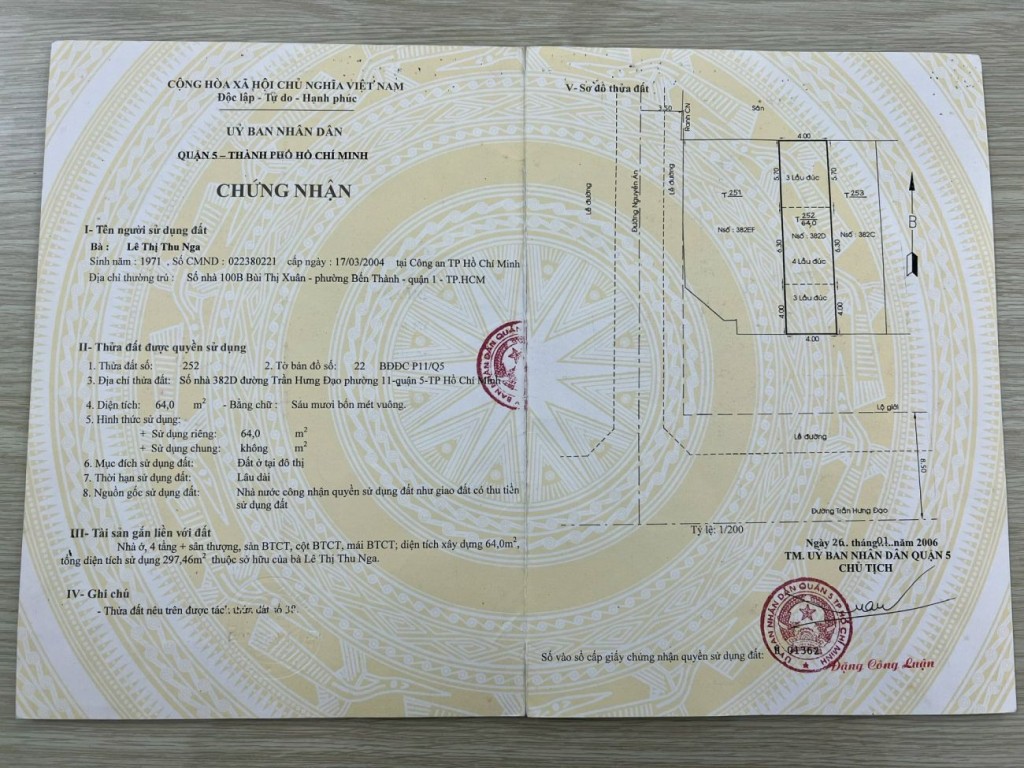 CỘNG HÒA XÃ HỘI CHỦ NGHĨA VIỆT NAM
Độc lập - Tự do - Hạnh phúc
UỶ BAN NHÂN DÂN
QUẬN 5 – THÀNH PHỐ HỒ CHÍ MINH
CHỨNG NHẬN
I- Tên người sử dụng đất
Bà : Lê Thị Thu Nga
Sinh năm : 1971 , Số CMND : 022380221 cấp ngày : 17/03/2004 tại Công an TP Hồ Chí Minh
Địa chỉ thường trú : Số nhà 100B Bùi Thị Xuân - phường Bến Thành - quận 1 - TP.HCM
II- Thửa đất được quyền sử dụng
1. Thửa đất số: 252 2. Tờ bản đồ số: 22 BĐĐC P11/Q5
3. Địa chỉ thửa đất: Số nhà 382D đường Trần Hưng Đạo phường 11-quận 5-TP Hồ Chí Minh
4. Diện tích: 64,0 m2 - Bằng chữ : Sáu mươi bốn mét vuông.
5. Hình thức sử dụng:
+ Sử dụng riêng: 64,0 m2
+ Sử dụng chung: không m2
6. Mục đích sử dụng đất: Đất ở tại đô thị
7. Thời hạn sử dụng đất: Lâu dài
8. Nguồn gốc sử dụng đất: Nhà nước công nhận quyền sử dụng đất như giao đất có thu tiền
sử dụng đất
III- Tài sản gắn liền với đất
Nhà ở, 4 tầng + sân thượng, sàn BTCT, cột BTCT, mái BTCT; diện tích xây dựng 64,0m2,
tổng diện tích sử dụng 297,46m2 thuộc sở hữu của bà Lê Thị Thu Nga.
IV- Ghi chú
- Thửa đất nêu trên được tách thửa đất số 38.
V- Sơ đồ thửa đất
3.50
Ranh CN
Sân
4.00
Lề đường
Đường Nguyễn Án
Lề đường
T 251
Nsố : 382EF
5.70
3 Lầu đúc
5.70
T 252
64,0
Nsố : 382D
T 253
Nsố : 382C
6.30
4 Lầu đúc
6.30
3 Lầu đúc
4.00
4.00
4.00
B
Lộ giới
Lề đường
6.50
Đường Trần Hưng Đạo
Tỷ lệ: 1/200
Ngày 26 . tháng 01 .. năm 2006
TM. UỶ BAN NHÂN DÂN QUẬN 5
CHỦ TỊCH
UỶ BAN NHÂN DÂN QUẬN 5 TP HỒ CHÍ MINH
Số vào sổ cấp giấy chứng nhận quyền sử dụng đất: H. 01362
Đặng Công Luận